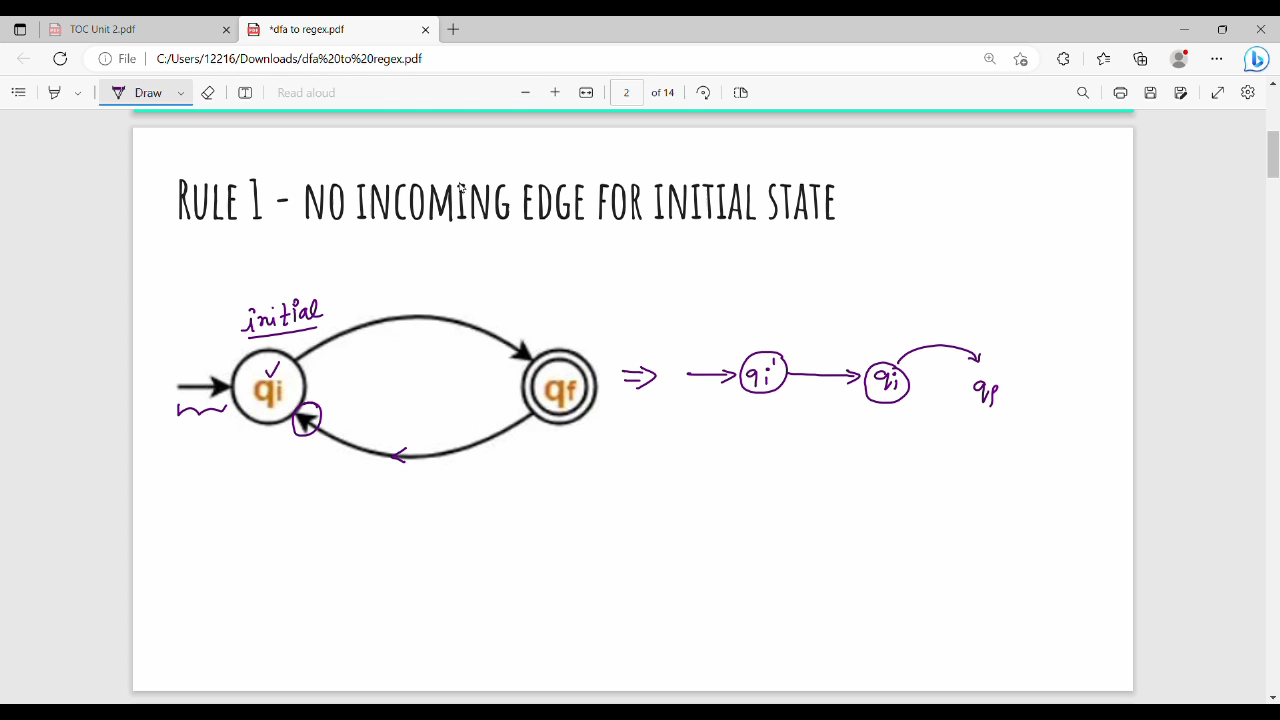 TOC Unit 2.pdf
*dfa to regex.pdf
File
C:/Users/12216/Downloads/dfa%20to%20regex.pdf
Draw
Read aloud
2 of 14
RULE 1 - NO INCOMING EDGE FOR INITIAL STATE
initial
qi
qf
⇒
qi'
qi
qf